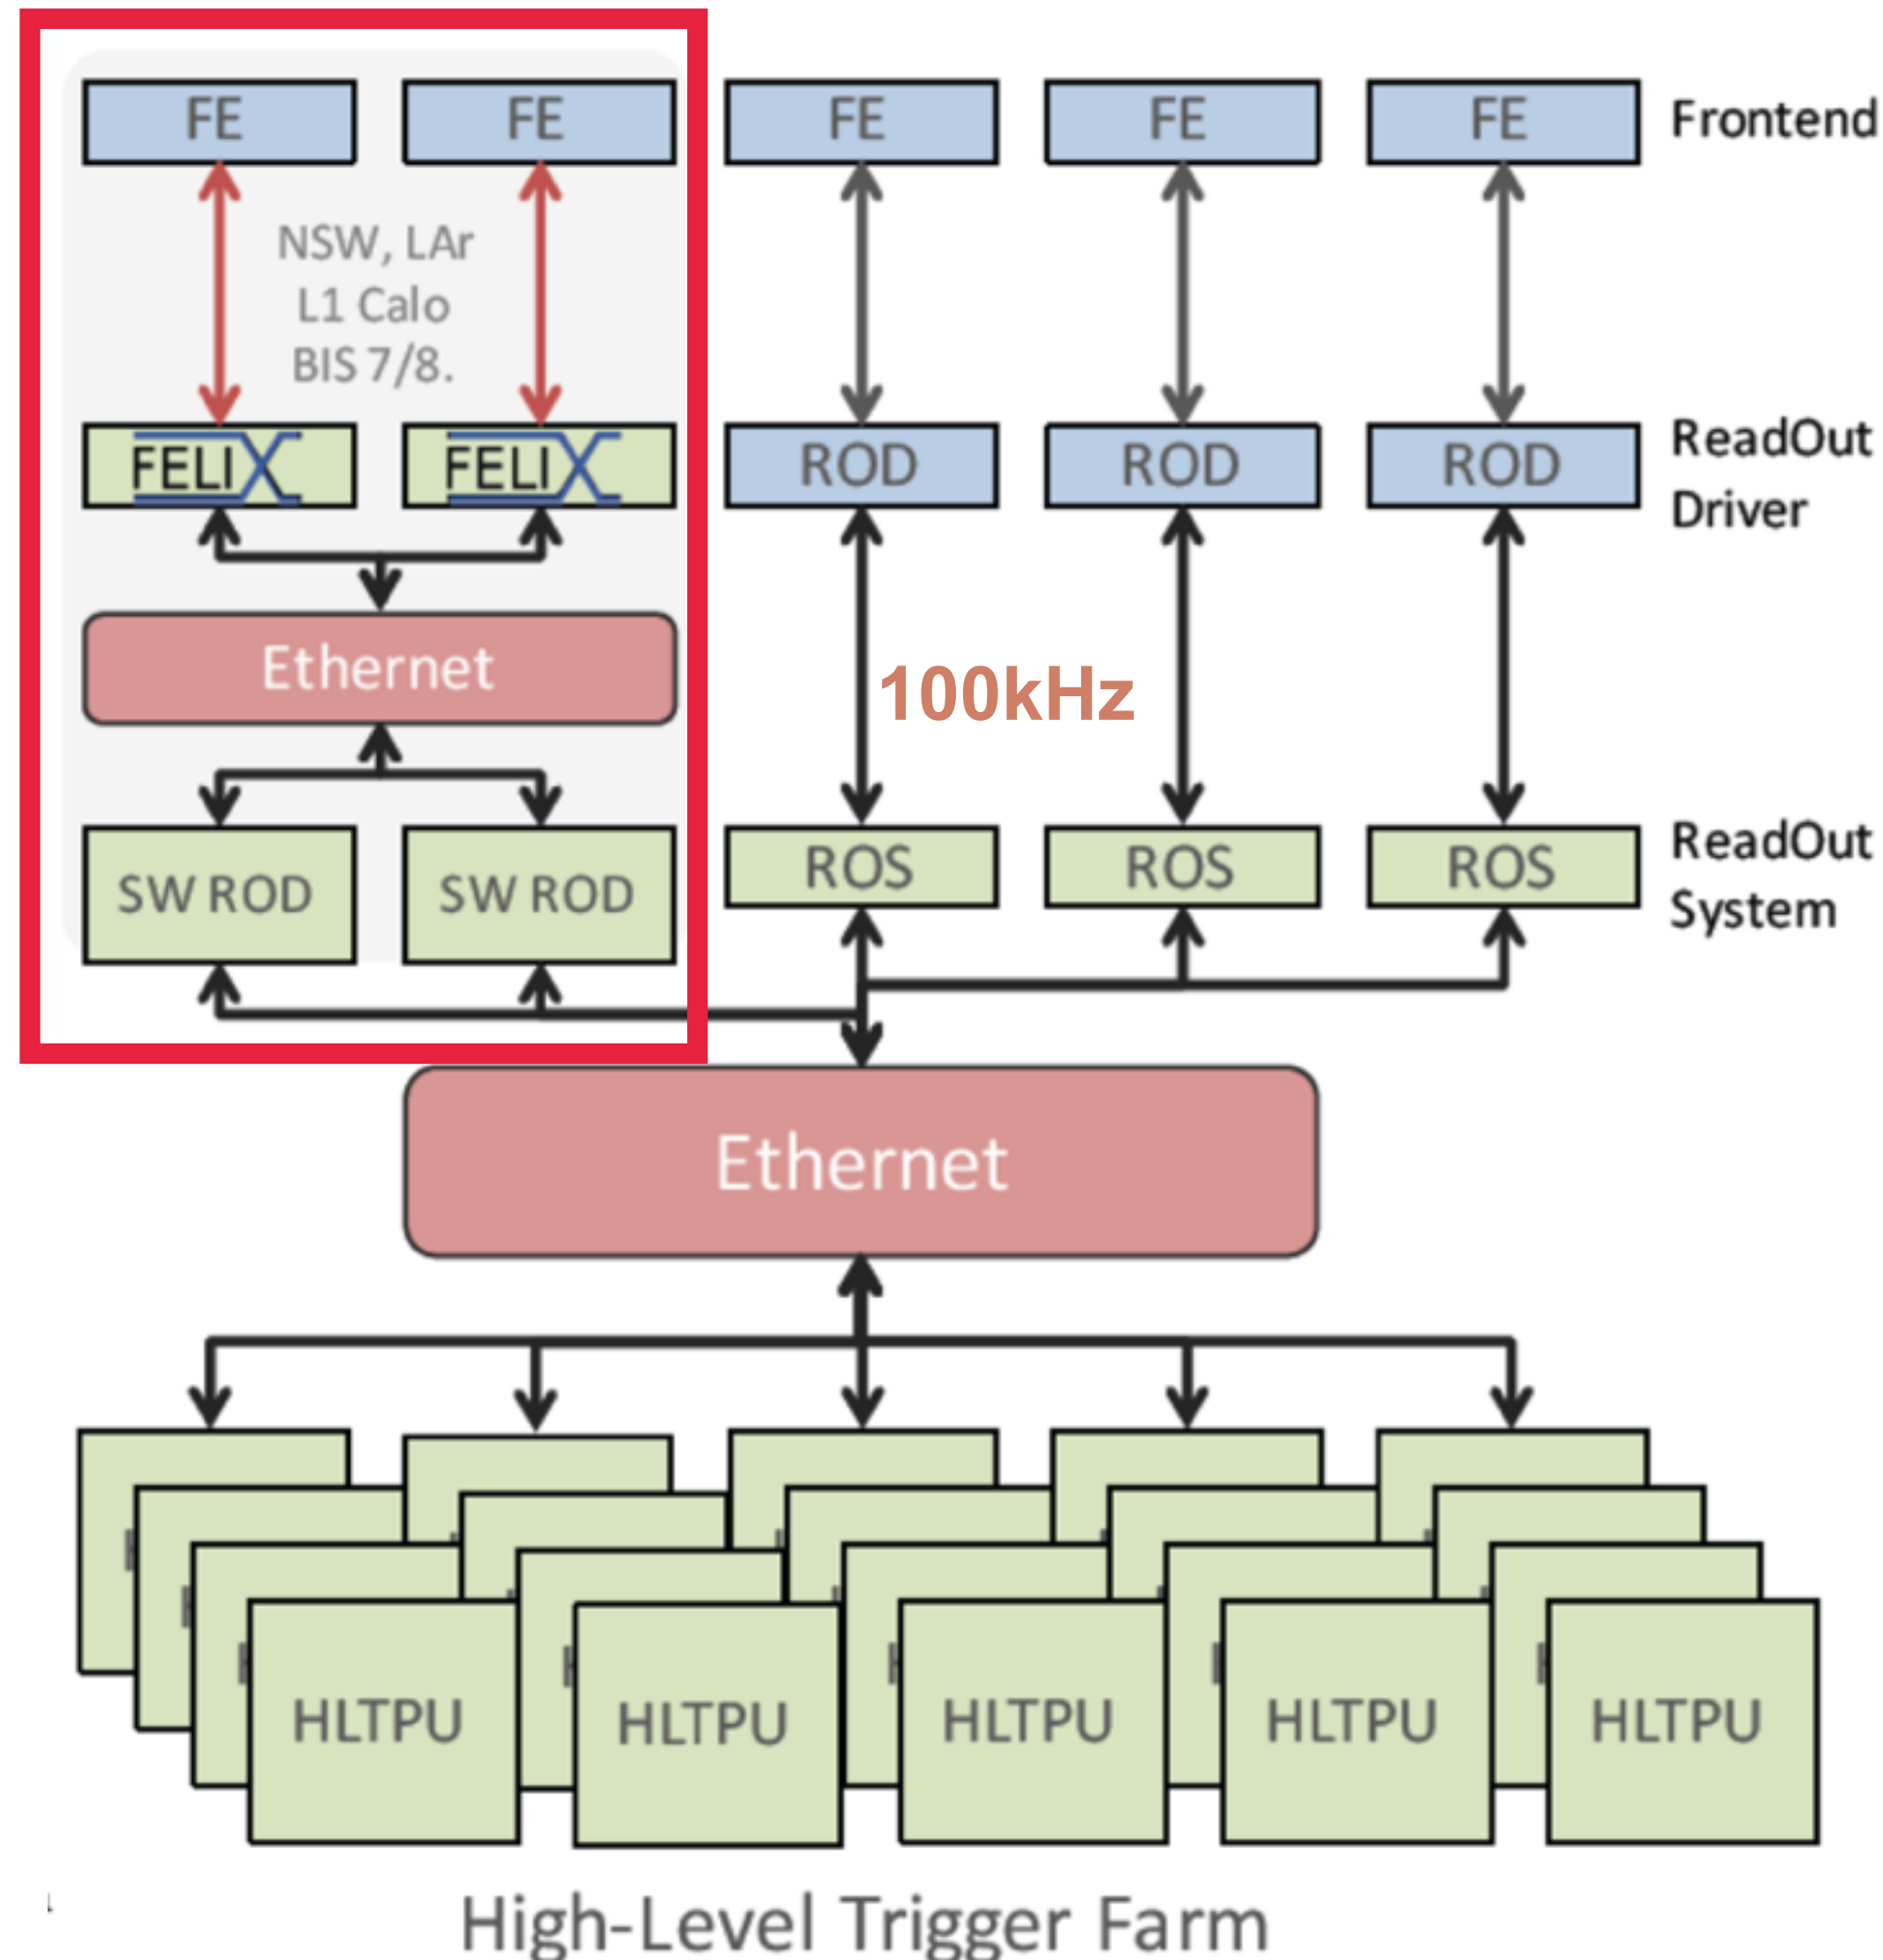 FE
FE
FE
FE
FE
Frontend
NSW, LAr
L1 Calo
BIS 7/8.
FELIX
FELIX
ROD
ROD
ROD
ReadOut
Driver
Ethernet
100kHz
SW ROD
SW ROD
ROS
ROS
ROS
ReadOut
System
Ethernet
HLTPU
HLTPU
HLTPU
HLTPU
HLTPU
High-Level Trigger Farm